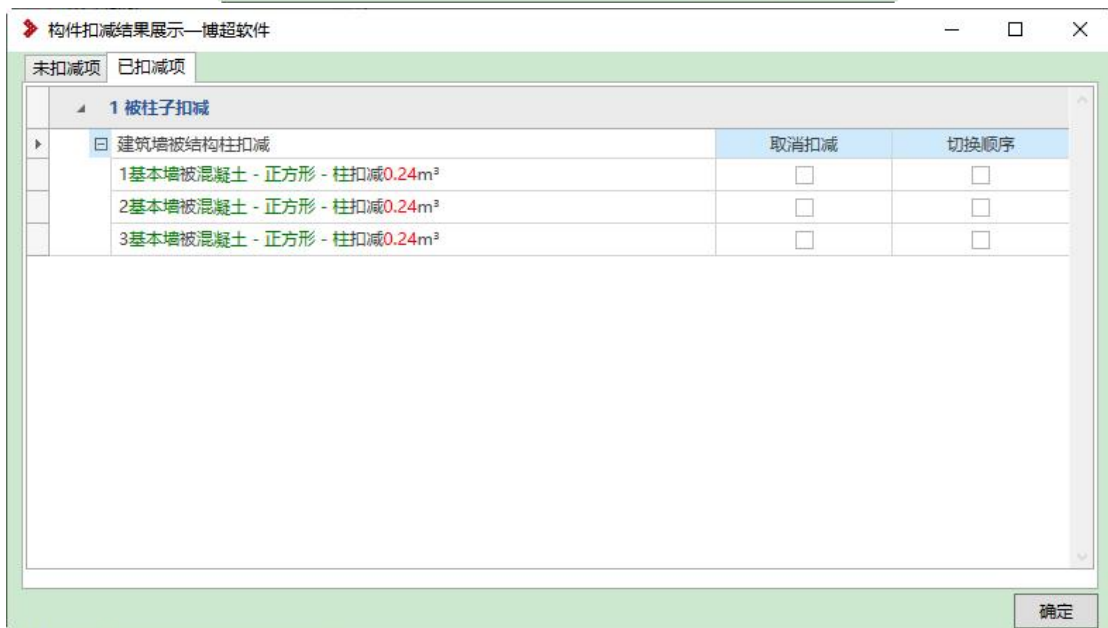 构件扣减结果展示—博超软件
未扣减项 已扣减项
1 被柱子扣减
建筑墙被结构柱扣减 取消扣减 切换顺序
1基本墙被混凝土 - 正方形 - 柱扣减0.24m³
2基本墙被混凝土 - 正方形 - 柱扣减0.24m³
3基本墙被混凝土 - 正方形 - 柱扣减0.24m³
确定